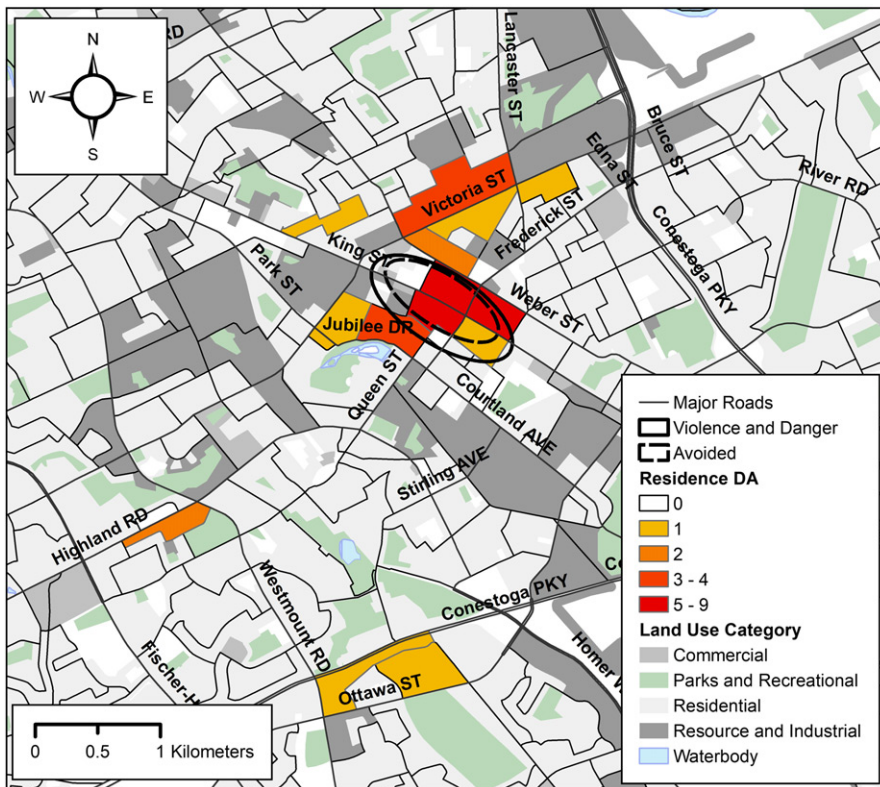 N
W
E
S
RD
Lancaster ST
Bruce ST
Edna ST
River RD
Victoria ST
Frederick ST
Conestoga PKY
King S
Park ST
Weber ST
Jubilee DR
Queen ST
Courtland AVE
Stirling AVE
Highland RD
Westmount RD
Conestoga PKY
Co
Fischer-H
Homer W
Ottawa ST
0 0.5 1 Kilometers
Major Roads
Violence and Danger
Avoided
Residence DA
0
1
2
3 - 4
5 - 9
Land Use Category
Commercial
Parks and Recreational
Residential
Resource and Industrial
Waterbody